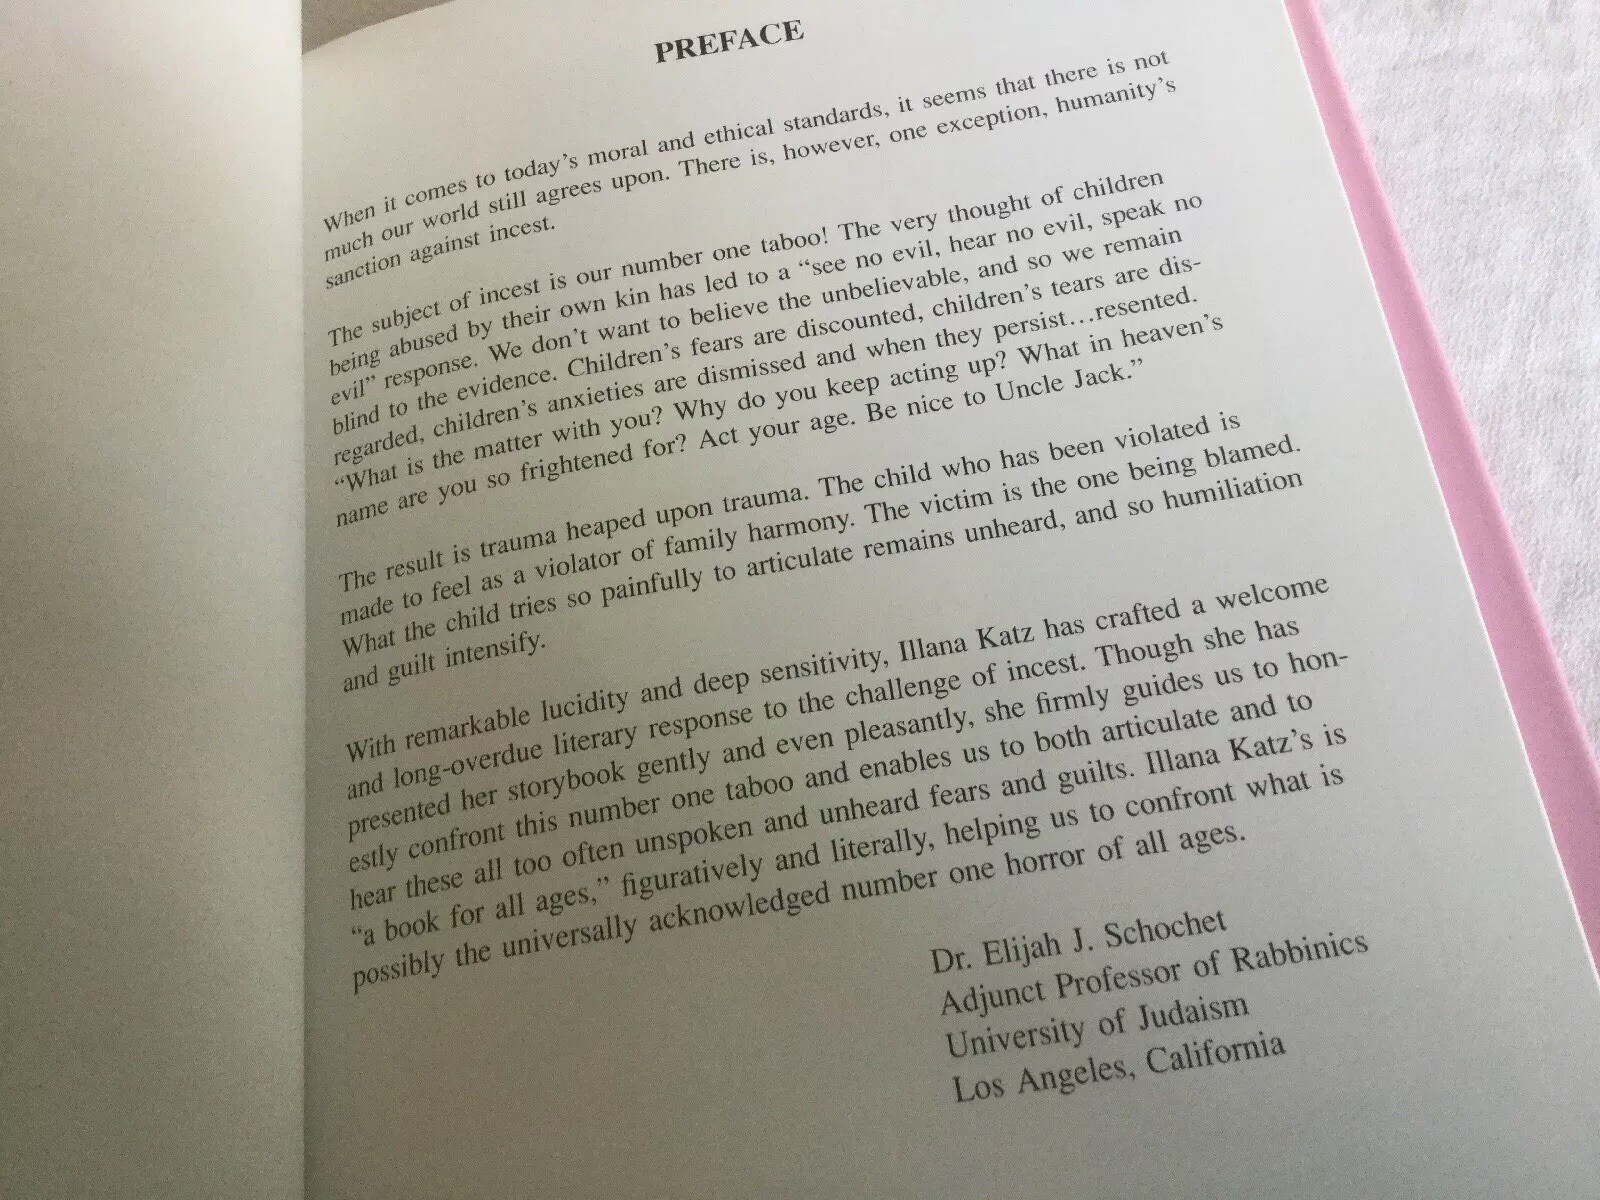 PREFACE
When it comes to today's moral and ethical standards, it seems that there is not
much our world still agrees upon. There is, however, one exception, humanity's
sanction against incest.
The subject of incest is our number one taboo! The very thought of children
being abused by their own kin has led to a “see no evil, hear no evil, speak no
evil” response. We don't want to believe the unbelievable, and so we remain
blind to the evidence. Children's fears are discounted, children's tears are dis-
regarded, children's anxieties are dismissed and when they persist...resented.
“What is the matter with you? Why do you keep acting up? What in heaven's
name are you so frightened for? Act your age. Be nice to Uncle Jack.”
The result is trauma heaped upon trauma. The child who has been violated is
made to feel as a violator of family harmony. The victim is the one being blamed.
What the child tries so painfully to articulate remains unheard, and so humiliation
and guilt intensify.
With remarkable lucidity and deep sensitivity, Illana Katz has crafted a welcome
and long-overdue literary response to the challenge of incest. Though she has
presented her storybook gently and even pleasantly, she firmly guides us to hon-
estly confront this number one taboo and enables us to both articulate and to
hear these all too often unspoken and unheard fears and guilts. Illana Katz's is
“a book for all ages,” figuratively and literally, helping us to confront what is
possibly the universally acknowledged number one horror of all ages.
Dr. Elijah J. Schochet
Adjunct Professor of Rabbinics
University of Judaism
Los Angeles, California